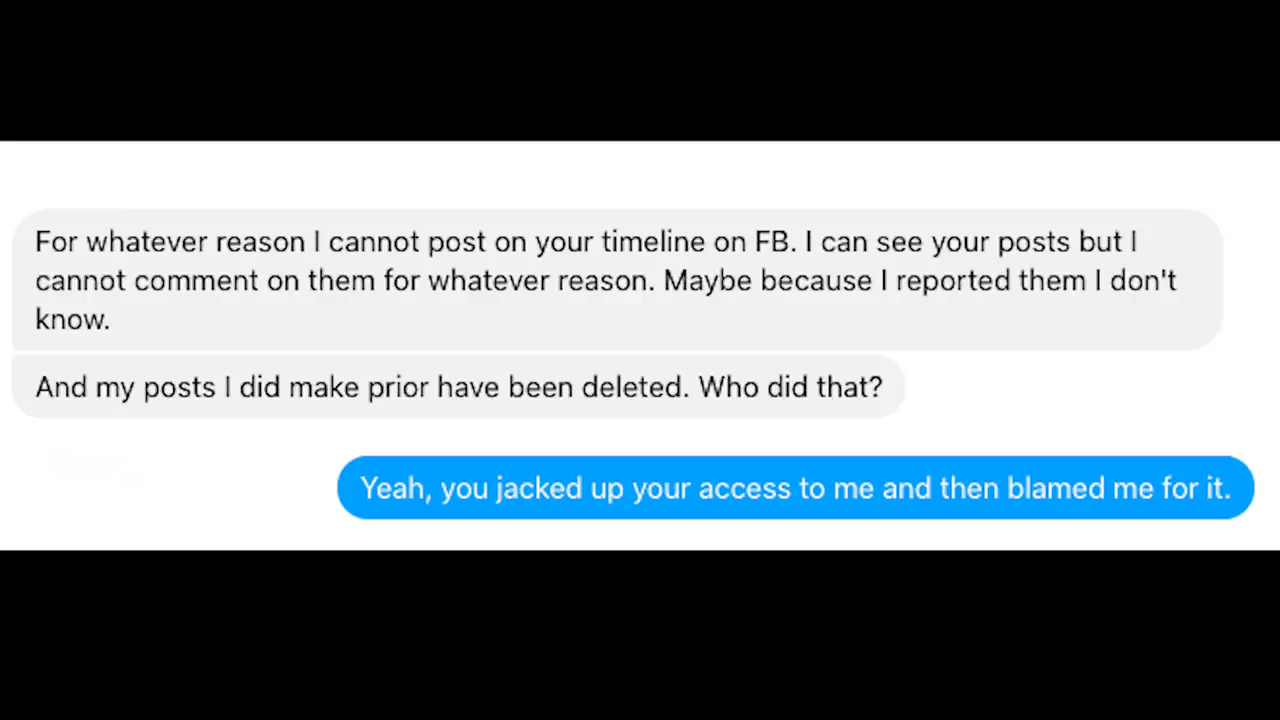 For whatever reason I cannot post on your timeline on FB. I can see your posts but I
cannot comment on them for whatever reason. Maybe because I reported them I don't
know.
And my posts I did make prior have been deleted. Who did that?
Yeah, you jacked up your access to me and then blamed me for it.